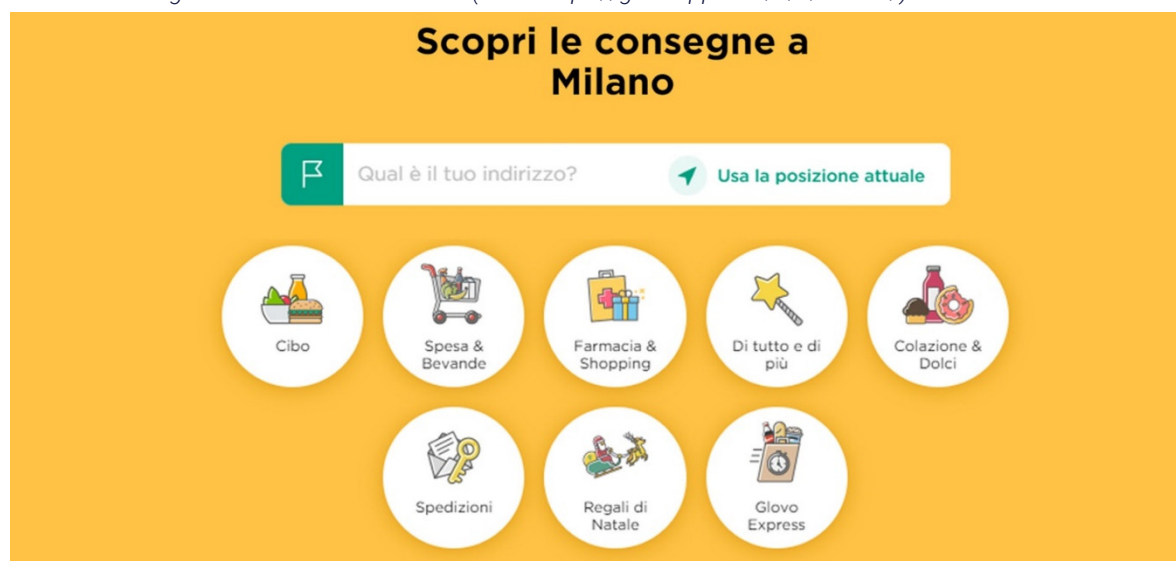 Scopri le consegne a
Milano
Qual è il tuo indirizzo?
Usa la posizione attuale
Cibo
Spesa &
Bevande
Farmacia &
Shopping
Di tutto e di
più
Colazione &
Dolci
Spedizioni
Regali di
Natale
Glovo
Express